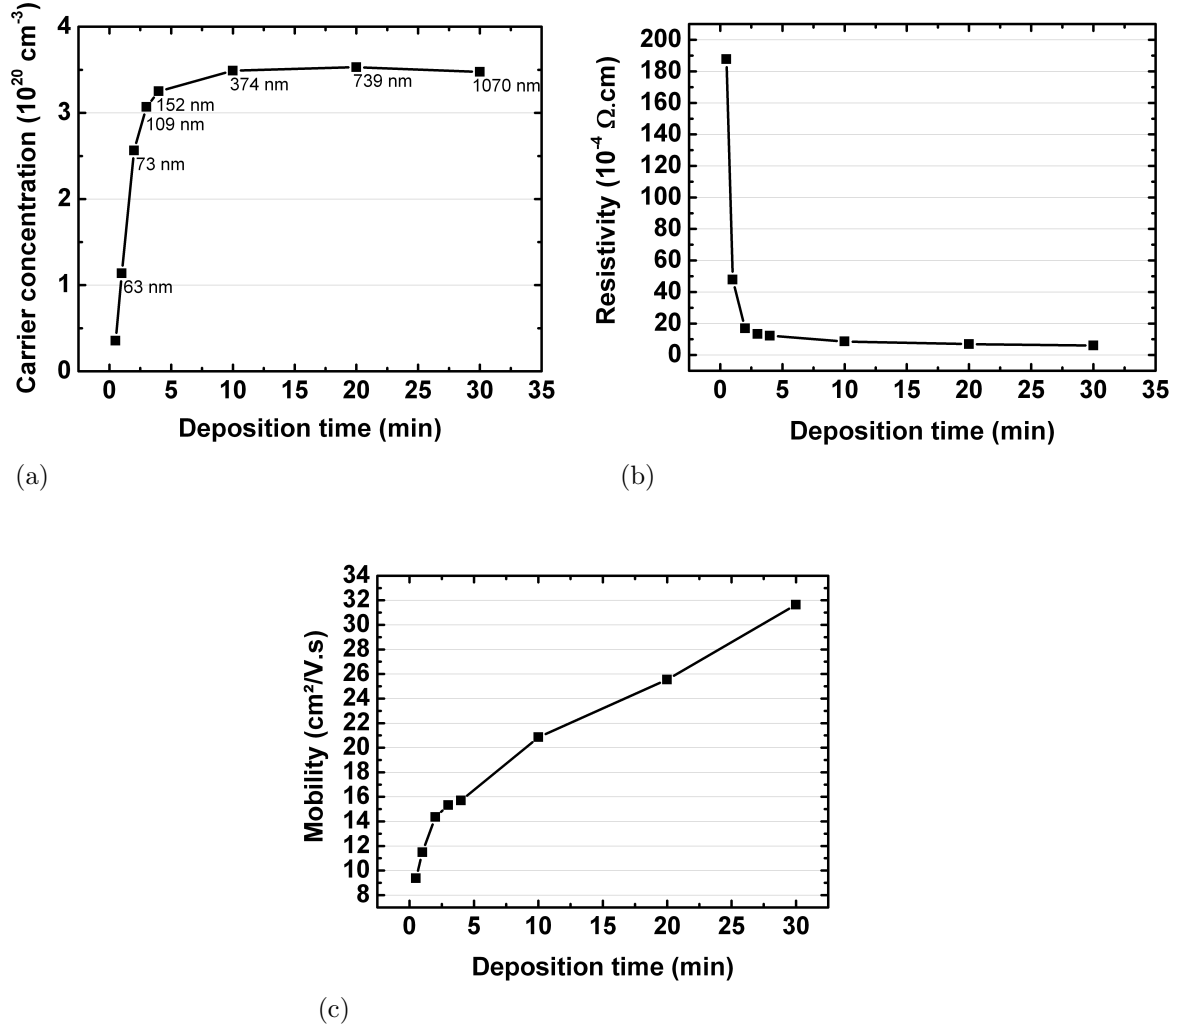 Carrier concentration (10²⁰ cm⁻³)
4
3
2
1
0
63 nm
73 nm
109 nm
152 nm
374 nm
739 nm
1070 nm
0 5 10 15 20 25 30 35
Deposition time (min)
(a)
Resistivity (10⁻⁴ Ω.cm)
200
180
160
140
120
100
80
60
40
20
0
0 5 10 15 20 25 30 35
Deposition time (min)
(b)
Mobility (cm²/V.s)
34
32
30
28
26
24
22
20
18
16
14
12
10
8
0 5 10 15 20 25 30
Deposition time (min)
(c)